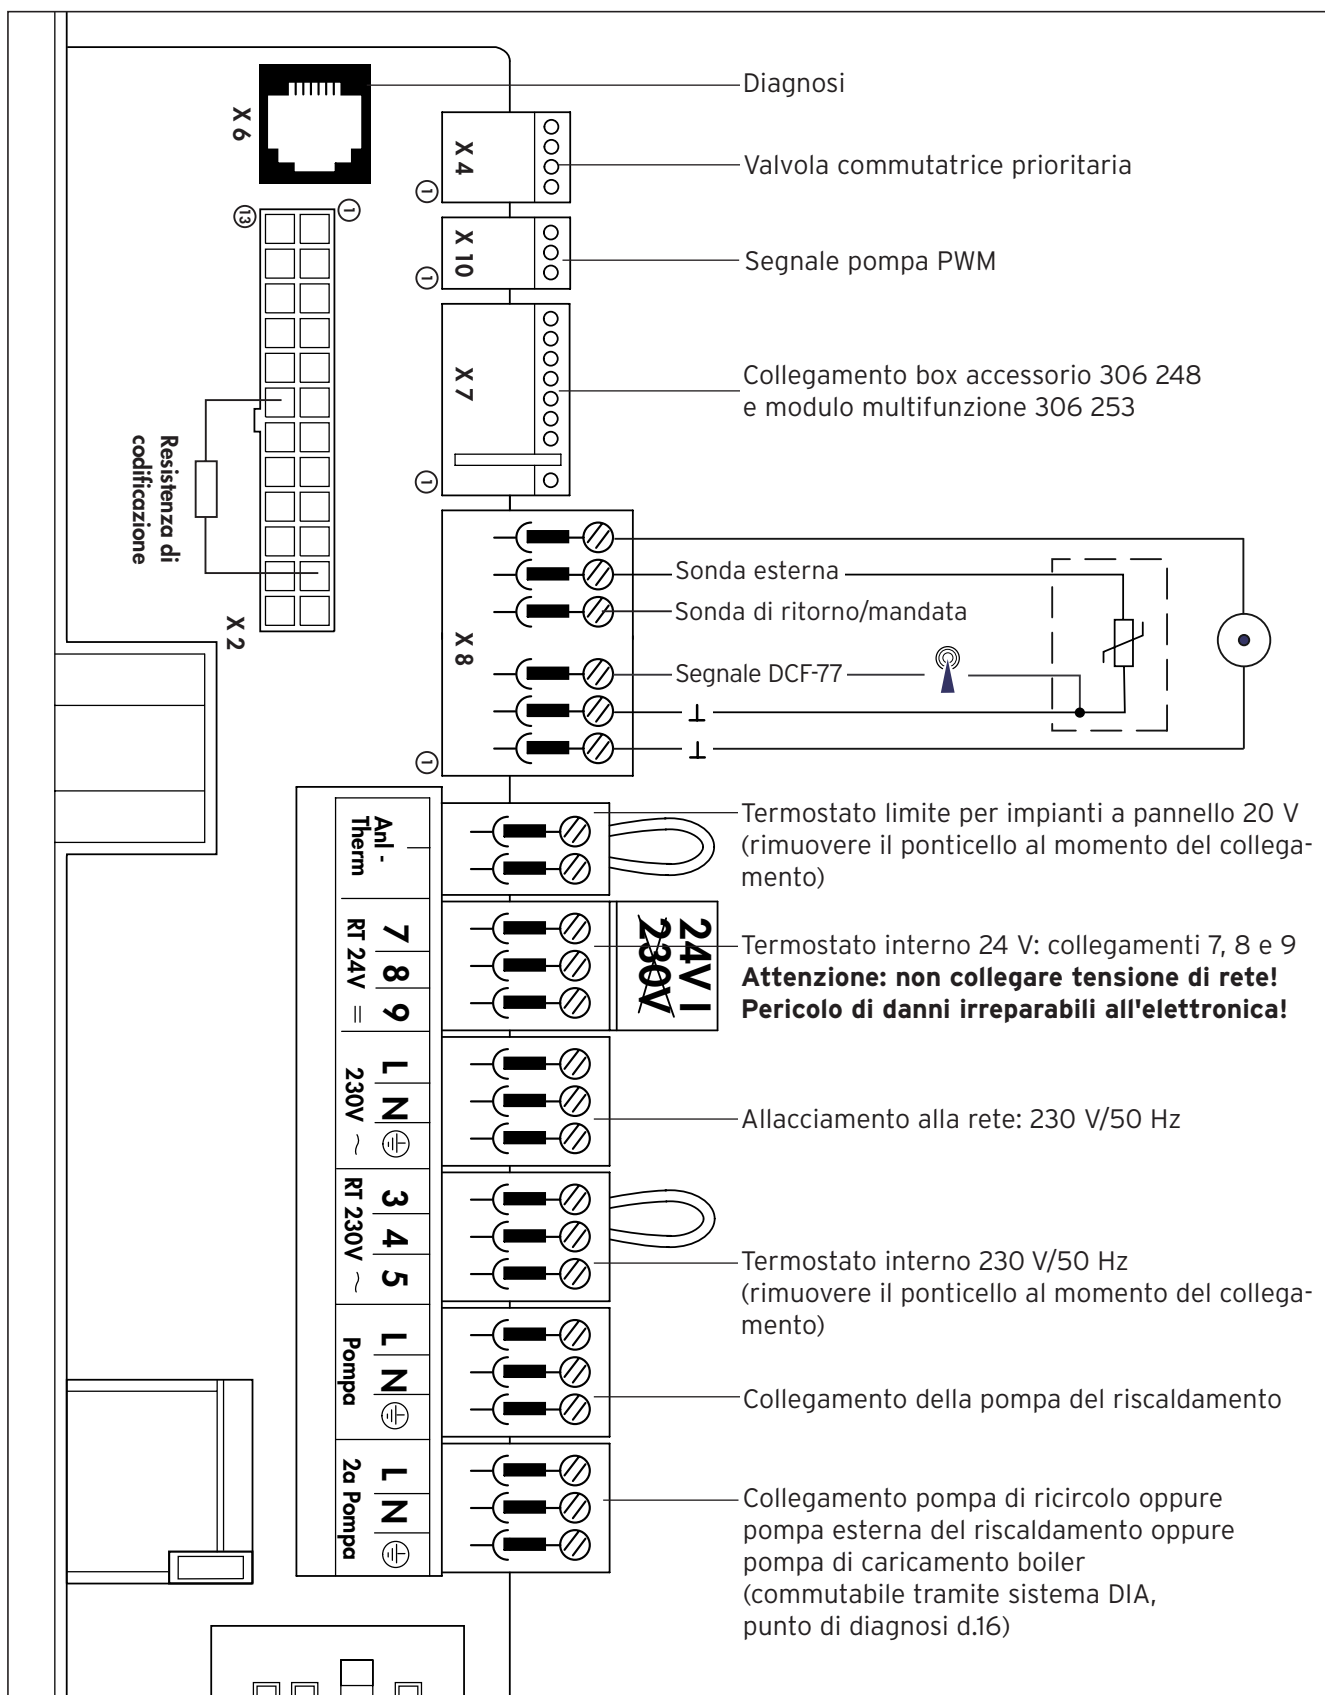 Diagnosi
X 6
X 4
1
Valvola commutatrice prioritaria
13
1
X 10
1
Segnale pompa PWM
X 7
1
Collegamento box accessorio 306 248
e modulo multifunzione 306 253
Resistenza di
codificazione
X 2
X 8
1
Sonda esterna
Sonda di ritorno/mandata
Segnale DCF-77
Anl -
Therm
Termostato limite per impianti a pannello 20 V
(rimuovere il ponticello al momento del collega-
mento)
7 8 9
RT 24V =
24V
230V
Termostato interno 24 V: collegamenti 7, 8 e 9
Attenzione: non collegare tensione di rete!
Pericolo di danni irreparabili all'elettronica!
L N
230V ~
Allacciamento alla rete: 230 V/50 Hz
3 4 5
RT 230V ~
Termostato interno 230 V/50 Hz
(rimuovere il ponticello al momento del collega-
mento)
L N
Pompa
Collegamento della pompa del riscaldamento
L N
2a Pompa
Collegamento pompa di ricircolo oppure
pompa esterna del riscaldamento oppure
pompa di caricamento boiler
(commutabile tramite sistema DIA,
punto di diagnosi d.16)